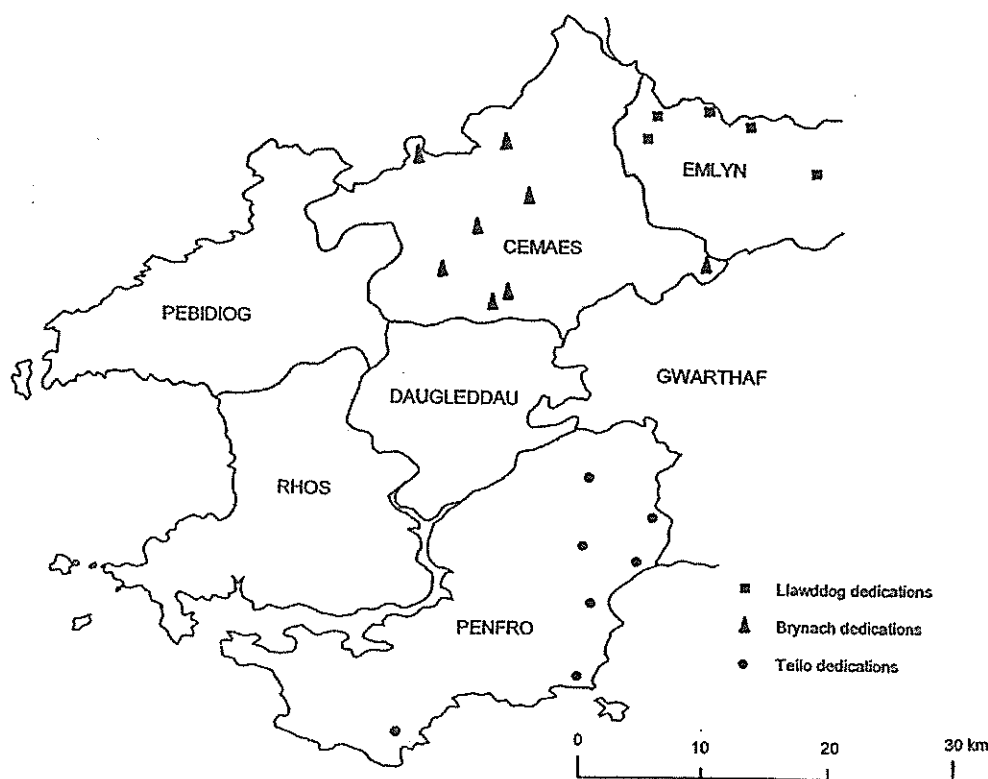 EMLYN
CEMAES
PEBIDIOG
GWARTHAF
DAUGLEDDAU
RHOS
PENFRO
Llawddog dedications
Brynach dedications
Teilo dedications
0 10 20 30 km